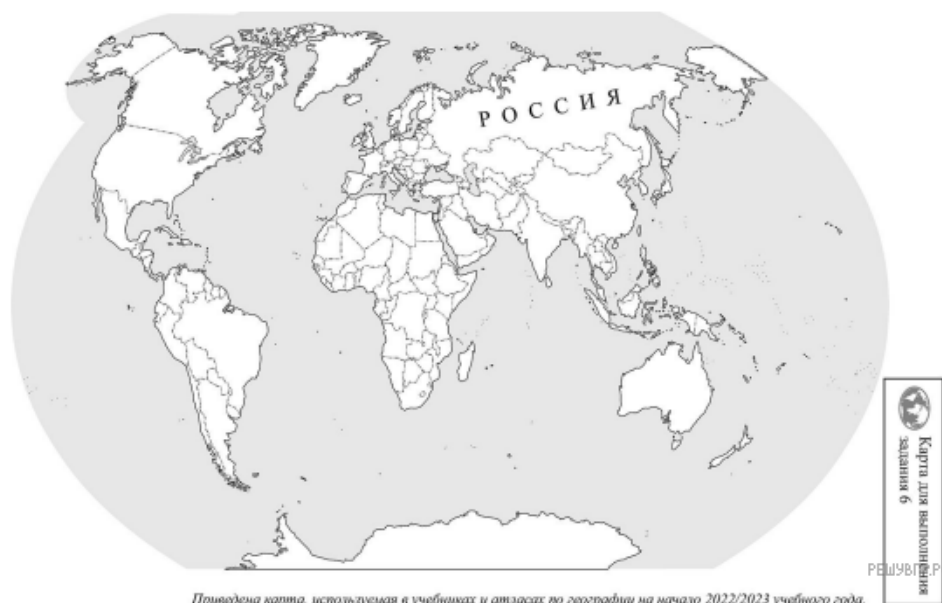 РОССИЯ
Карта для выполнения
задания 6
РЕШУВПР.Р
Приведена карта, используемая в учебниках и атласах по географии на начало 2022/2023 учебного года.